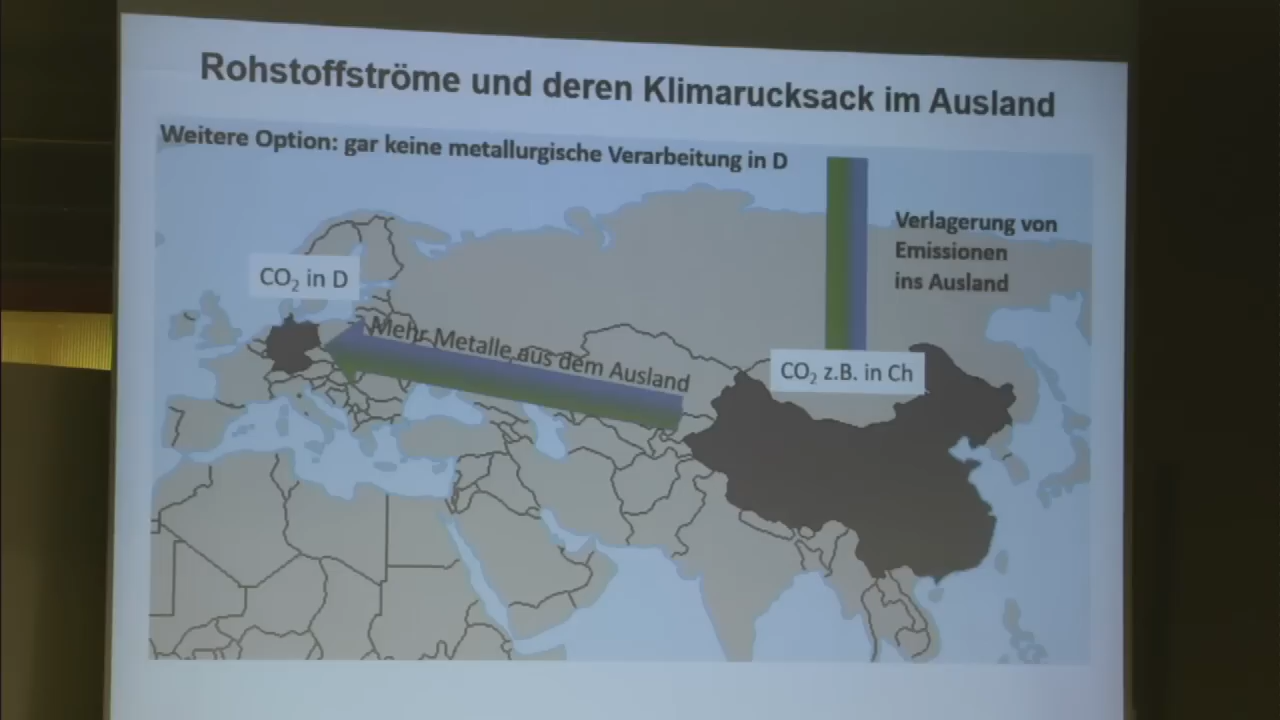 Rohstoffströme und deren Klimarucksack im Ausland
Weitere Option: gar keine metallurgische Verarbeitung in D
Verlagerung von
Emissionen
ins Ausland
CO₂ in D
Mehr Metalle aus dem Ausland
CO₂ z.B. in Ch